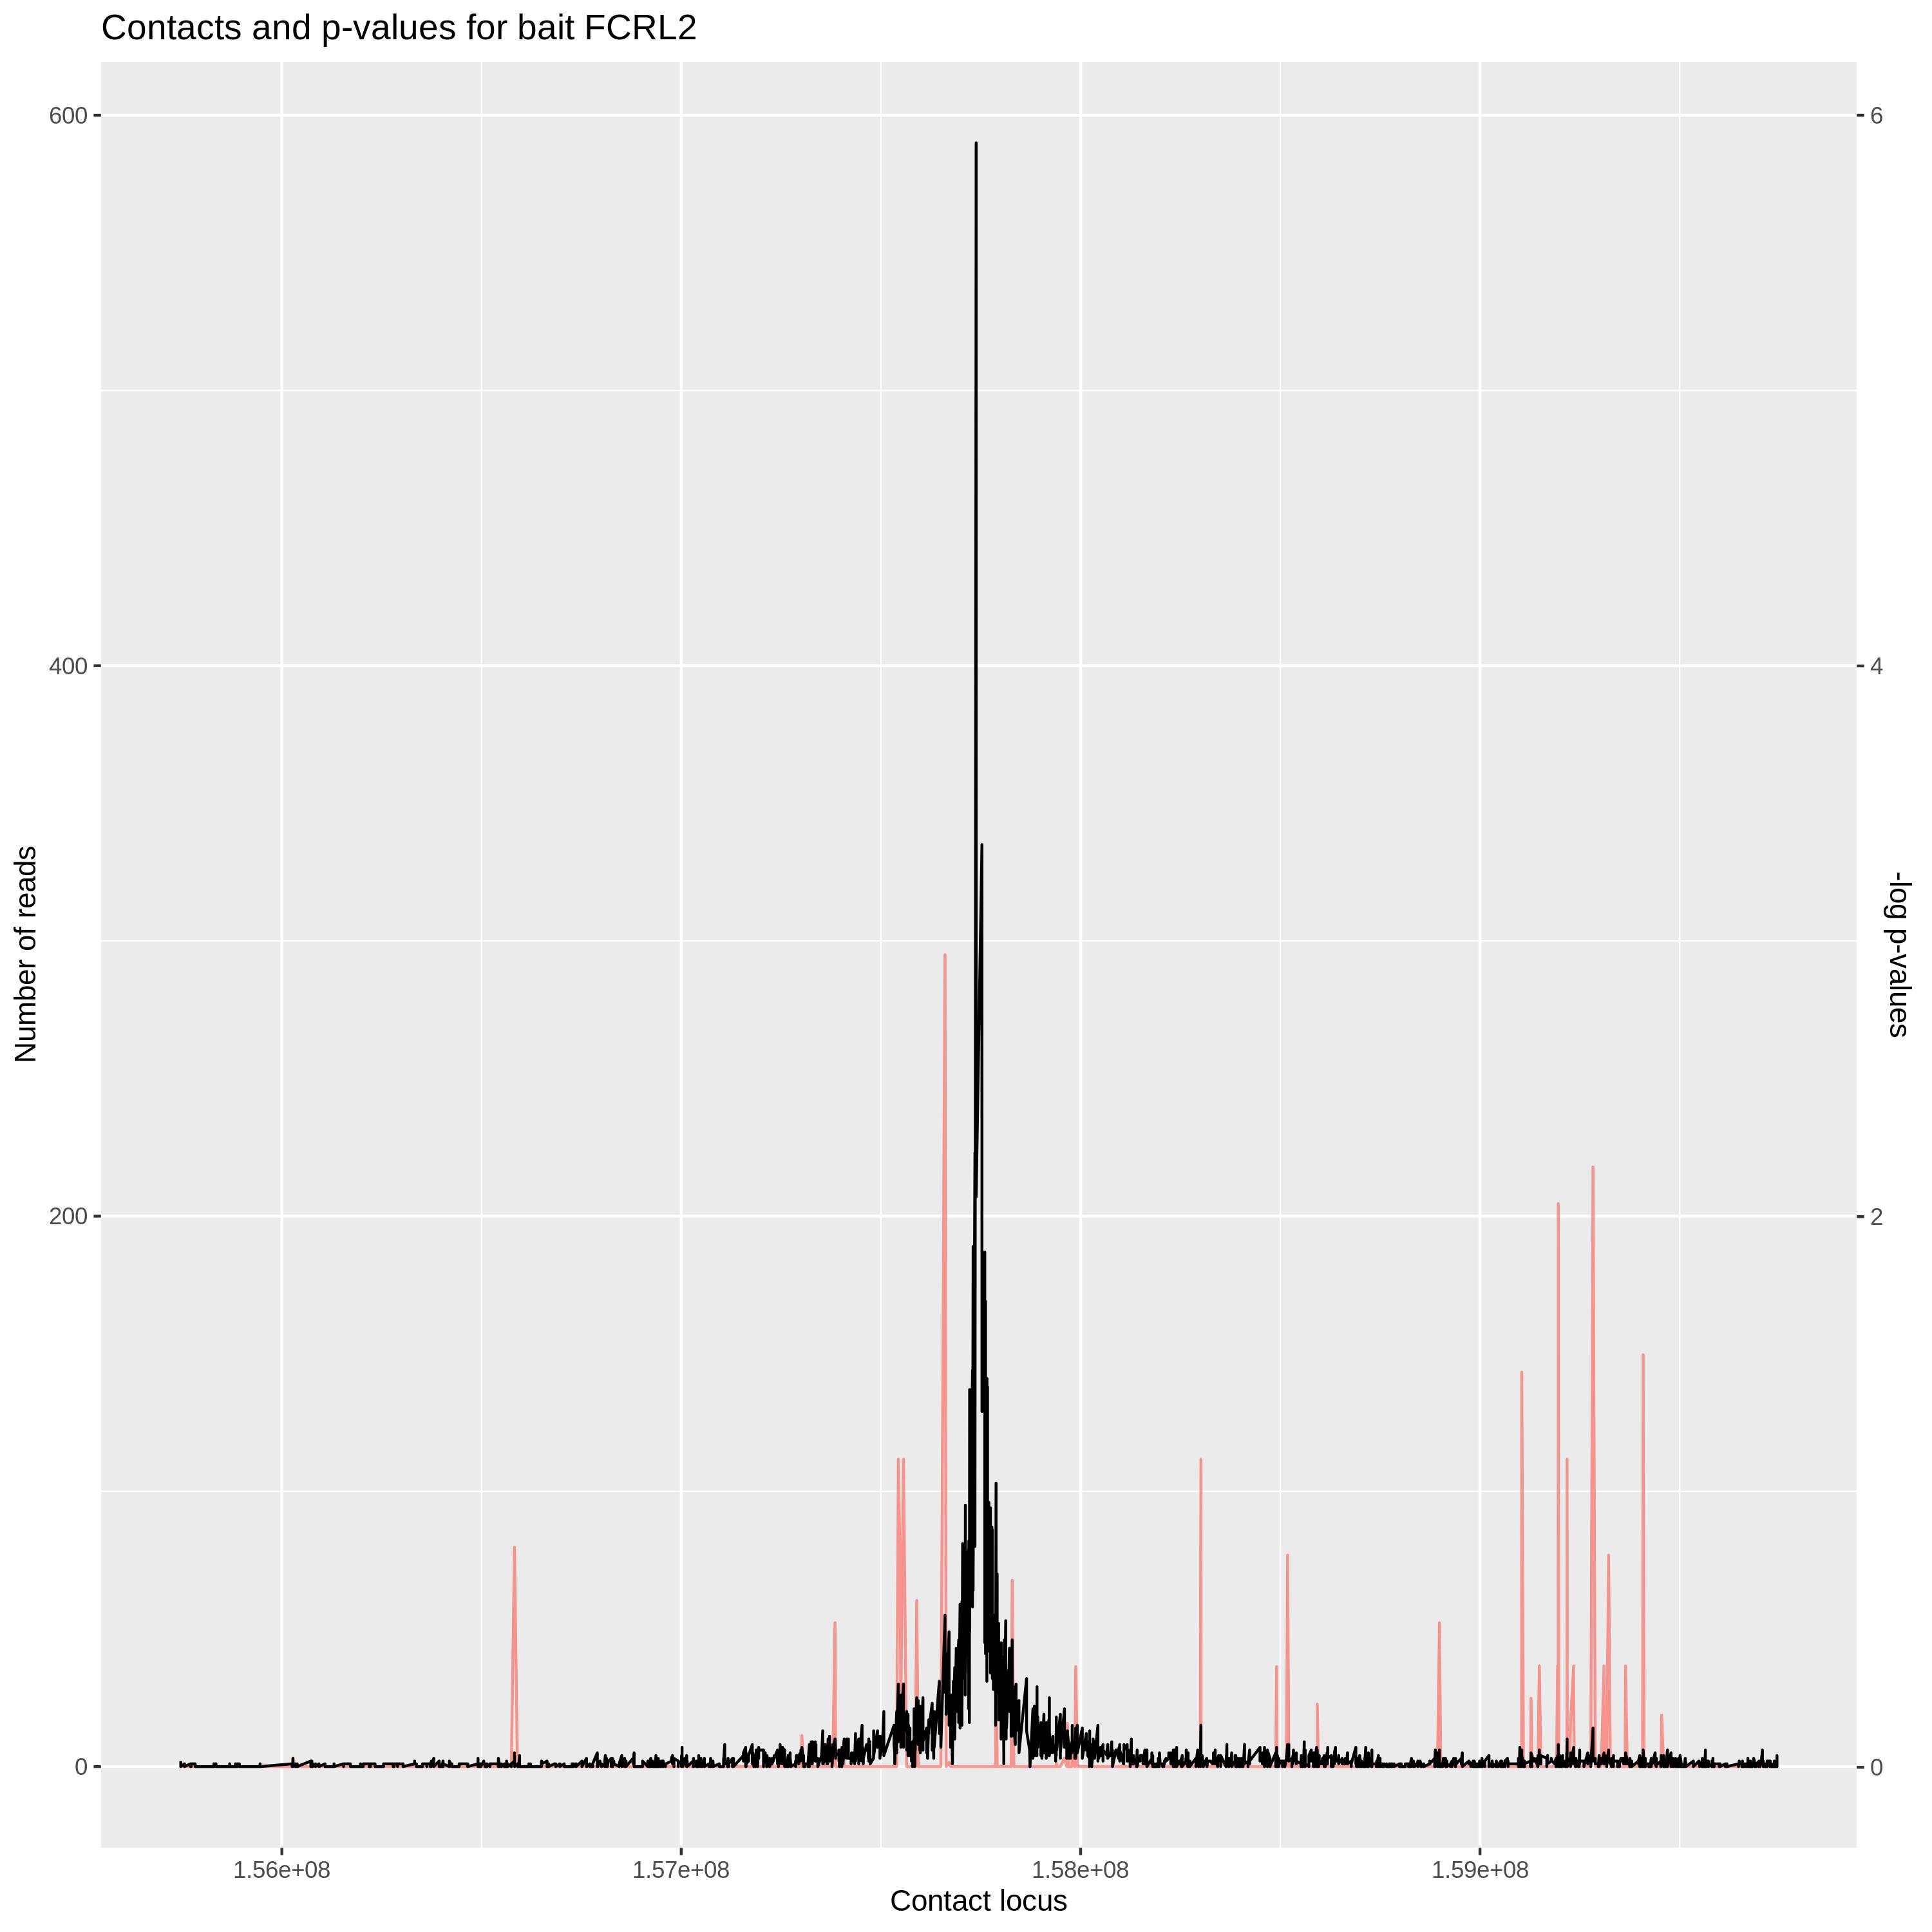 Contacts and p-values for bait FCRL2
600
400
200
0
Number of reads
6
4
2
0
-log p-values
1.56e+08
1.57e+08
1.58e+08
1.59e+08
Contact locus